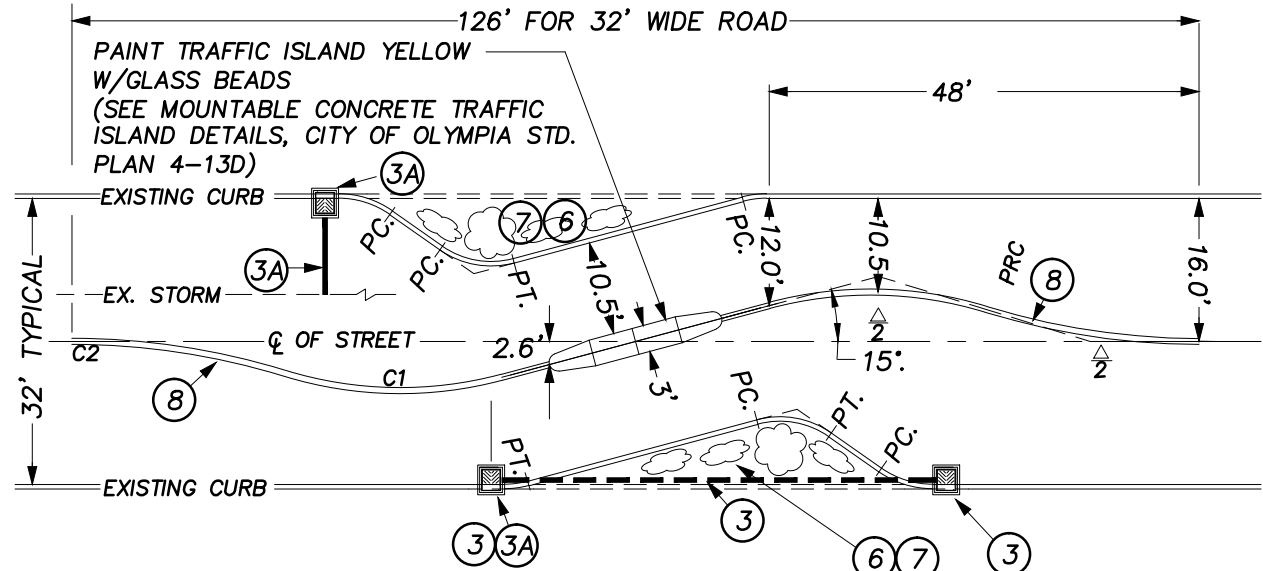 126' FOR 32' WIDE ROAD
PAINT TRAFFIC ISLAND YELLOW
W/GLASS BEADS
(SEE MOUNTABLE CONCRETE TRAFFIC
ISLAND DETAILS, CITY OF OLYMPIA STD.
PLAN 4-13D)
48'
3A
EXISTING CURB
PC.
PC.
7
6
PT.
10.5'
PC.
12.0'
10.5'
PRC
8
16.0'
3A
EX. STORM
32' TYPICAL
℄ OF STREET
C2
C1
8
2.6'
3'
15°.
2
2
PC.
PT.
PC.
PT.
EXISTING CURB
3
3A
3
6
7
3